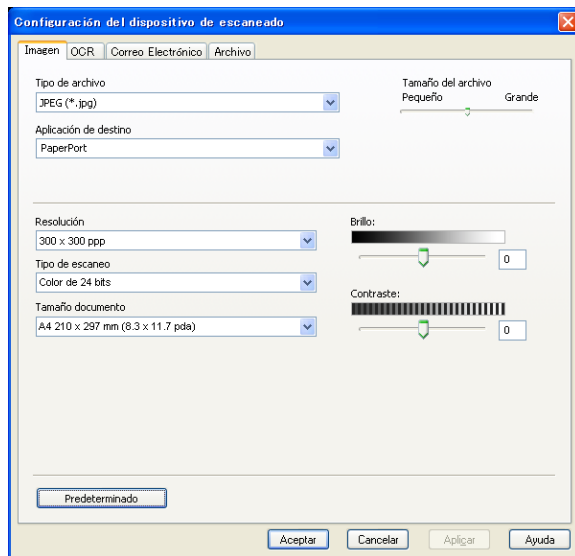 Configuración del dispositivo de escaneado
Imagen OCR Correo Electrónico Archivo
Tipo de archivo
JPEG (*.jpg)
Tamaño del archivo
Pequeño Grande
Aplicación de destino
PaperPort
Resolución
300 x 300 ppp
Tipo de escaneo
Color de 24 bits
Tamaño documento
A4 210 x 297 mm (8.3 x 11.7 pda)
Brillo:
0
Contraste:
0
Predeterminado
Aceptar Cancelar Aplicar Ayuda